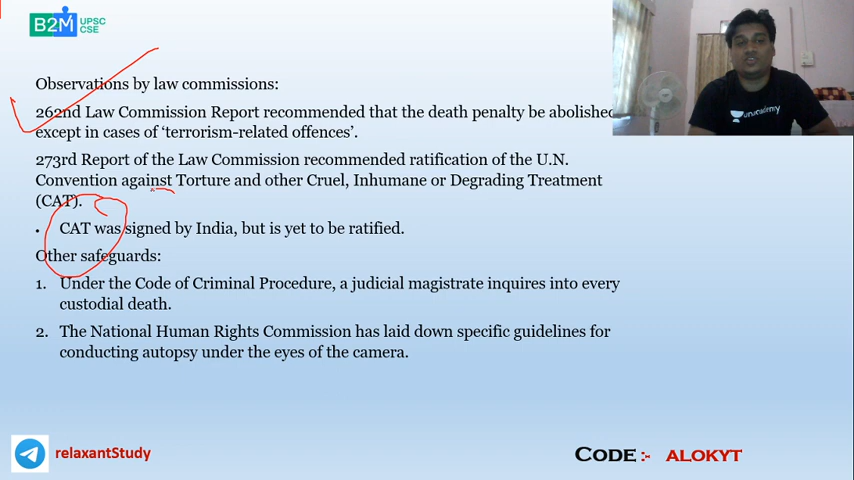 B2M UPSC
CSE
Observations by law commissions:
262nd Law Commission Report recommended that the death penalty be abolished
except in cases of ‘terrorism-related offences’.
273rd Report of the Law Commission recommended ratification of the U.N.
Convention against Torture and other Cruel, Inhumane or Degrading Treatment
(CAT).
• CAT was signed by India, but is yet to be ratified.
Other safeguards:
1. Under the Code of Criminal Procedure, a judicial magistrate inquires into every
custodial death.
2. The National Human Rights Commission has laid down specific guidelines for
conducting autopsy under the eyes of the camera.
unacademy
relaxantStudy
CODE :- ALOKYT